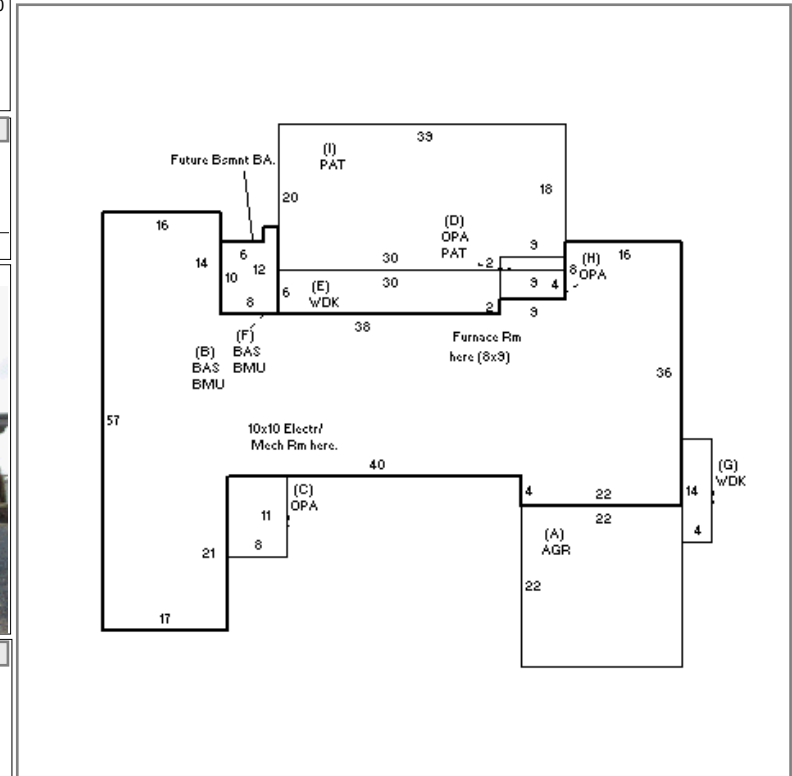 39
(I)
PAT
Future Bsmnt BA.
20
18
16
(D)
OPA
PAT
9
16
14
6
12
30
2
8
(H)
OPA
10
30
9
4
6
(E)
WDK
8
2
9
38
(F)
BAS
BMU
(B)
BAS
BMU
Furnace Rm
here (8x9)
36
57
10x10 Electr/
Mech Rm here.
40
(C)
OPA
4
22
14
(G)
WDK
22
11
4
(A)
AGR
8
21
22
17